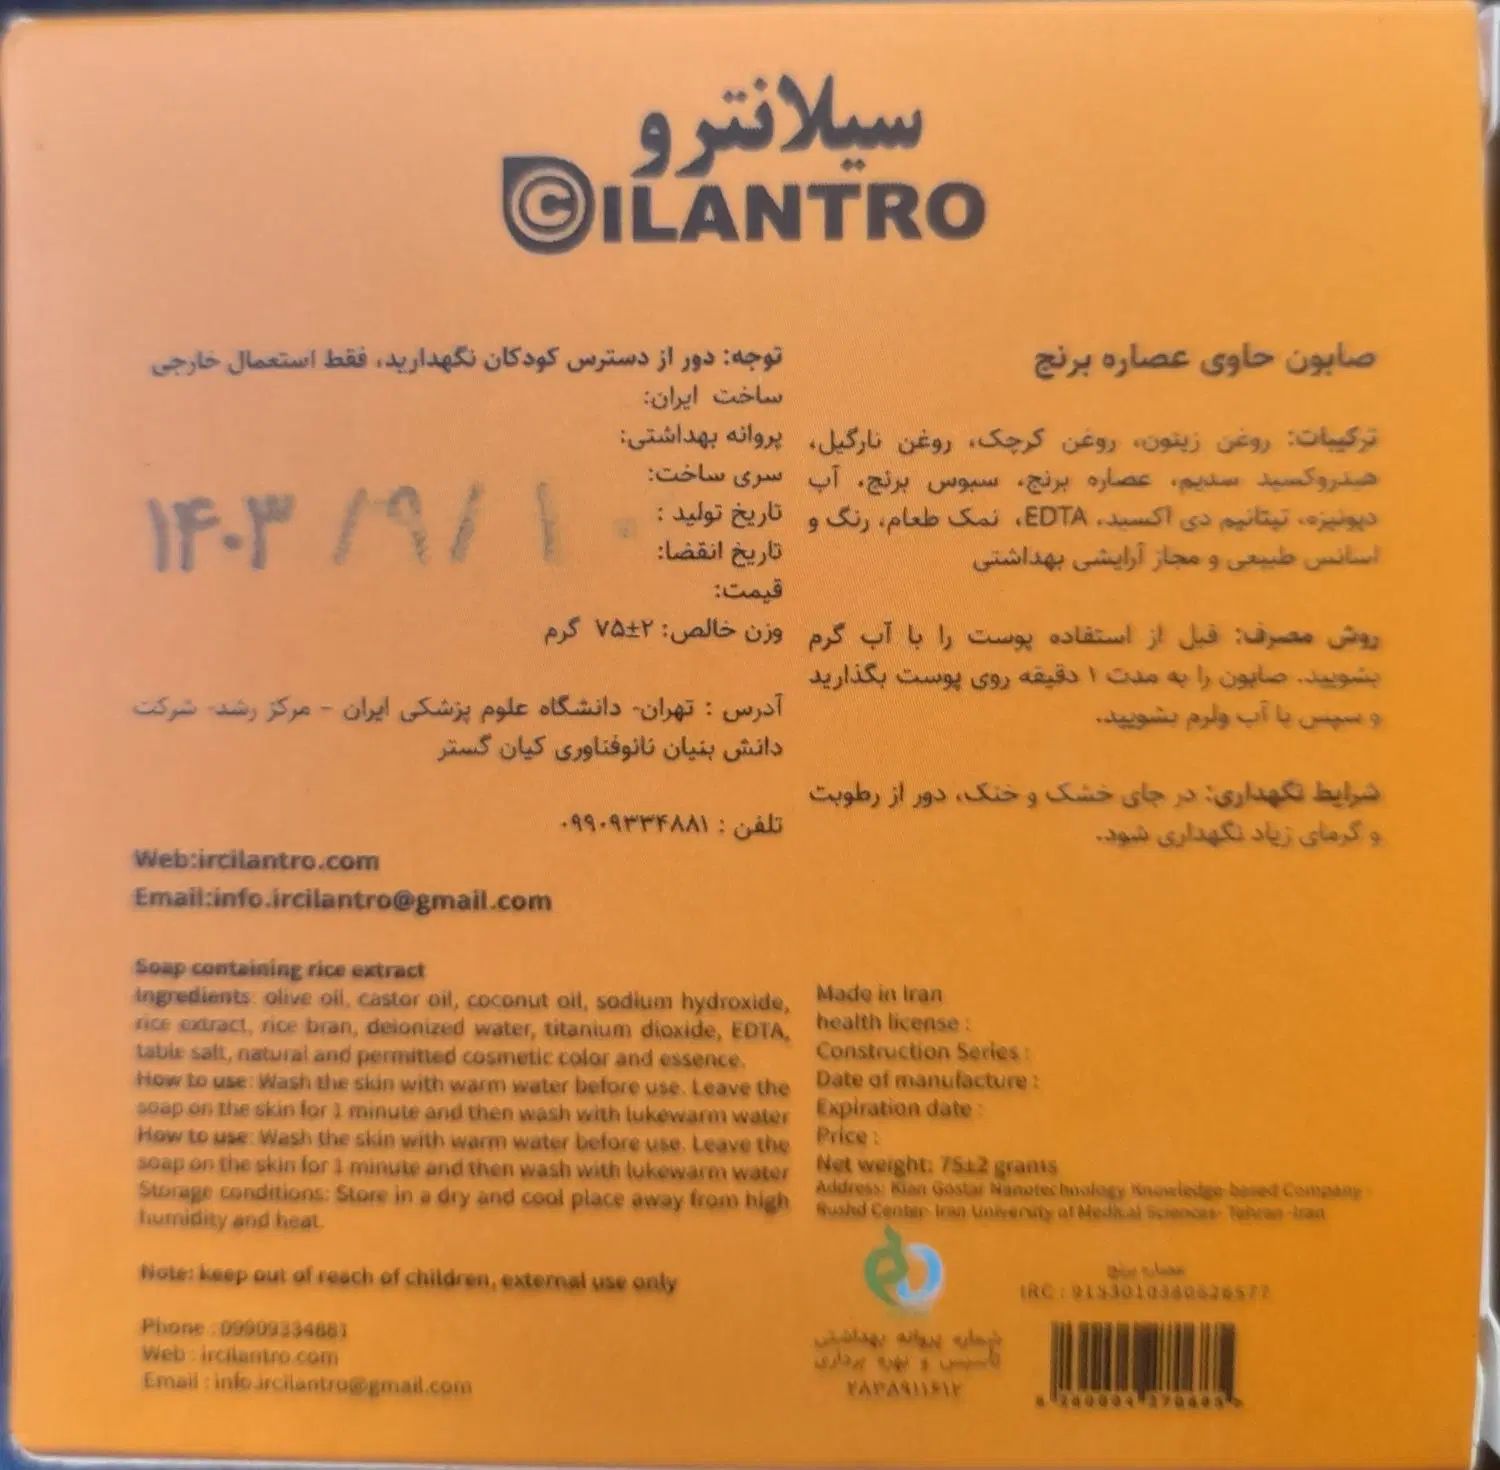 سیلانترو
CILANTRO
صابون حاوی عصاره برنج
ترکیبات: روغن زیتون، روغن کرچک، روغن نارگیل،
هیدروکسید سدیم، عصاره برنج، سبوس برنج، آب
دیونیزه، تیتانیم دی اکسید، EDTA، نمک طعام، رنگ و
اسانس طبیعی و مجاز آرایشی بهداشتی
روش مصرف: قبل از استفاده پوست را با آب گرم
بشویید. صابون را به مدت ۱ دقیقه روی پوست بگذارید
و سپس با آب ولرم بشویید.
شرایط نگهداری: در جای خشک و خنک، دور از رطوبت
و گرمای زیاد نگهداری شود.
توجه: دور از دسترس کودکان نگهدارید، فقط استعمال خارجی
ساخت ایران:
پروانه بهداشتی:
سری ساخت:
تاریخ تولید :
۱۴۰۳/۹/۱۰
تاریخ انقضا:
قیمت:
وزن خالص: ۷۵±۲ گرم
آدرس : تهران- دانشگاه علوم پزشکی ایران – مرکز رشد- شرکت
دانش بنیان نانوفناوری کیان گستر
تلفن : ۰۹۹۰۹۳۳۴۸۸۱
Web:ircilantro.com
Email:info.ircilantro@gmail.com
Soap containing rice extract
Ingredients: olive oil, castor oil, coconut oil, sodium hydroxide,
rice extract, rice bran, deionized water, titanium dioxide, EDTA,
table salt, natural and permitted cosmetic color and essence.
How to use: Wash the skin with warm water before use. Leave the
soap on the skin for 1 minute and then wash with lukewarm water
How to use: Wash the skin with warm water before use. Leave the
soap on the skin for 1 minute and then wash with lukewarm water
Storage conditions: Store in a dry and cool place away from high
humidity and heat.
Note: keep out of reach of children, external use only
Phone : 09909334881
Web : ircilantro.com
Email : info.ircilantro@gmail.com
Made in Iran
health license :
Construction Series :
Date of manufacture :
Expiration date :
Price :
Net weight: 75±2 grams
Address: Kian Gostar Nanotechnology Knowledge-based Company -
Rushd Center- Iran University of Medical Sciences- Tehran -Iran
شماره پروانه بهداشتی
تأسیس و بهره برداری
عصاره برنج
IRC :